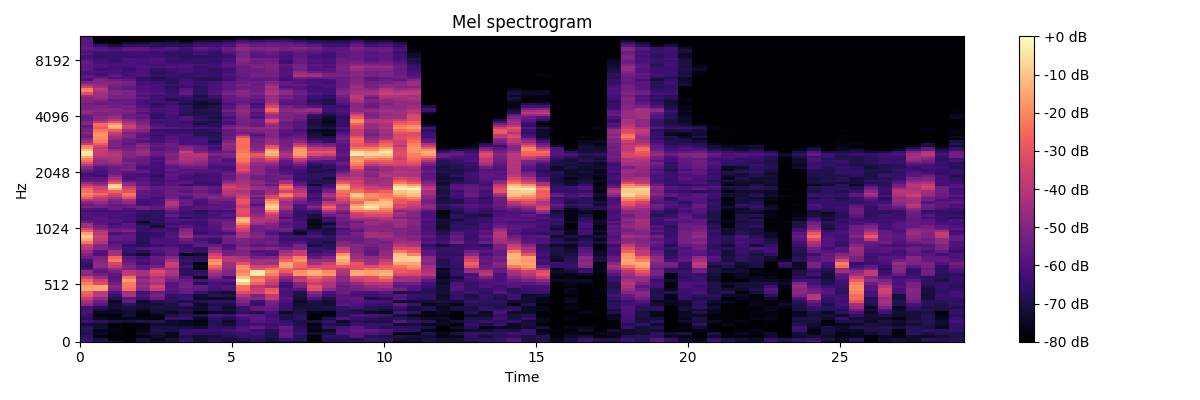 Mel spectrogram
Hz
8192
4096
2048
1024
512
0
0 5 10 15 20 25
Time
+0 dB
-10 dB
-20 dB
-30 dB
-40 dB
-50 dB
-60 dB
-70 dB
-80 dB